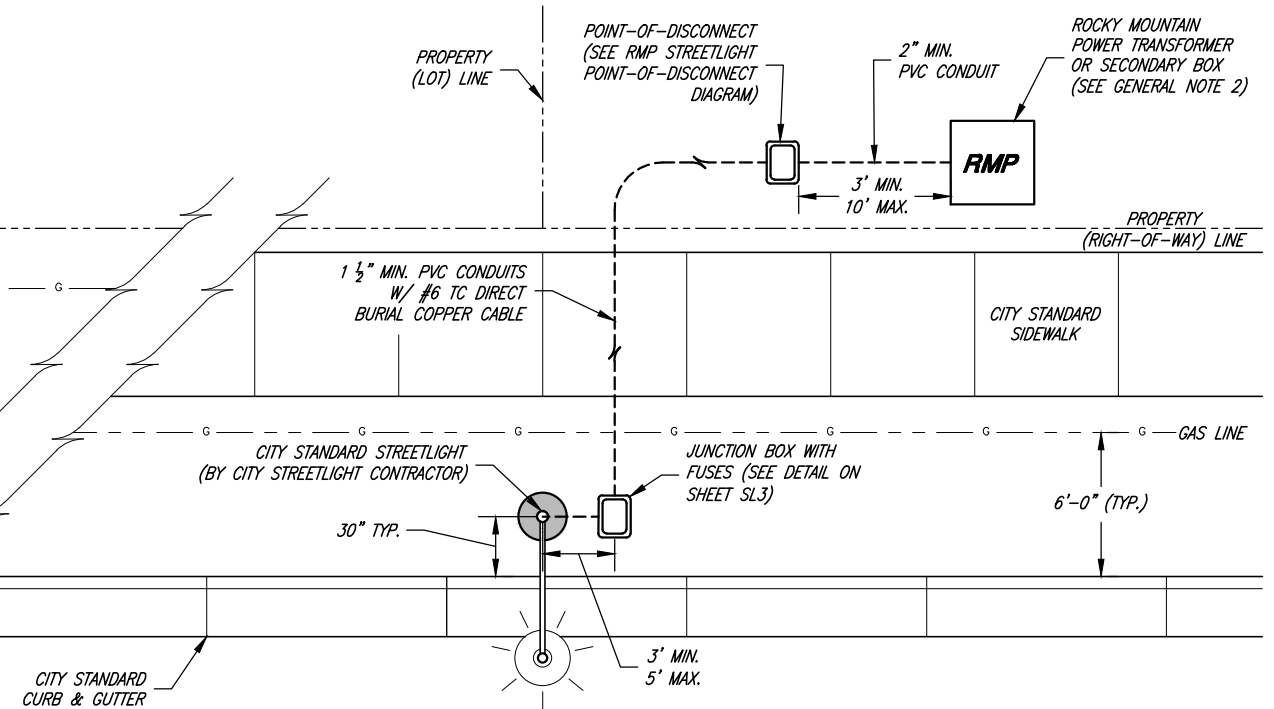 PROPERTY
(LOT) LINE
POINT-OF-DISCONNECT
(SEE RMP STREETLIGHT
POINT-OF-DISCONNECT
DIAGRAM)
2" MIN.
PVC CONDUIT
ROCKY MOUNTAIN
POWER TRANSFORMER
OR SECONDARY BOX
(SEE GENERAL NOTE 2)
RMP
3' MIN.
10' MAX.
PROPERTY
(RIGHT-OF-WAY) LINE
G
1 1/2" MIN. PVC CONDUITS
W/ #6 TC DIRECT
BURIAL COPPER CABLE
CITY STANDARD
SIDEWALK
G G G G G G G GAS LINE
CITY STANDARD STREETLIGHT
(BY CITY STREETLIGHT CONTRACTOR)
JUNCTION BOX WITH
FUSES (SEE DETAIL ON
SHEET SL3)
6'-0" (TYP.)
30" TYP.
3' MIN.
5' MAX.
CITY STANDARD
CURB & GUTTER